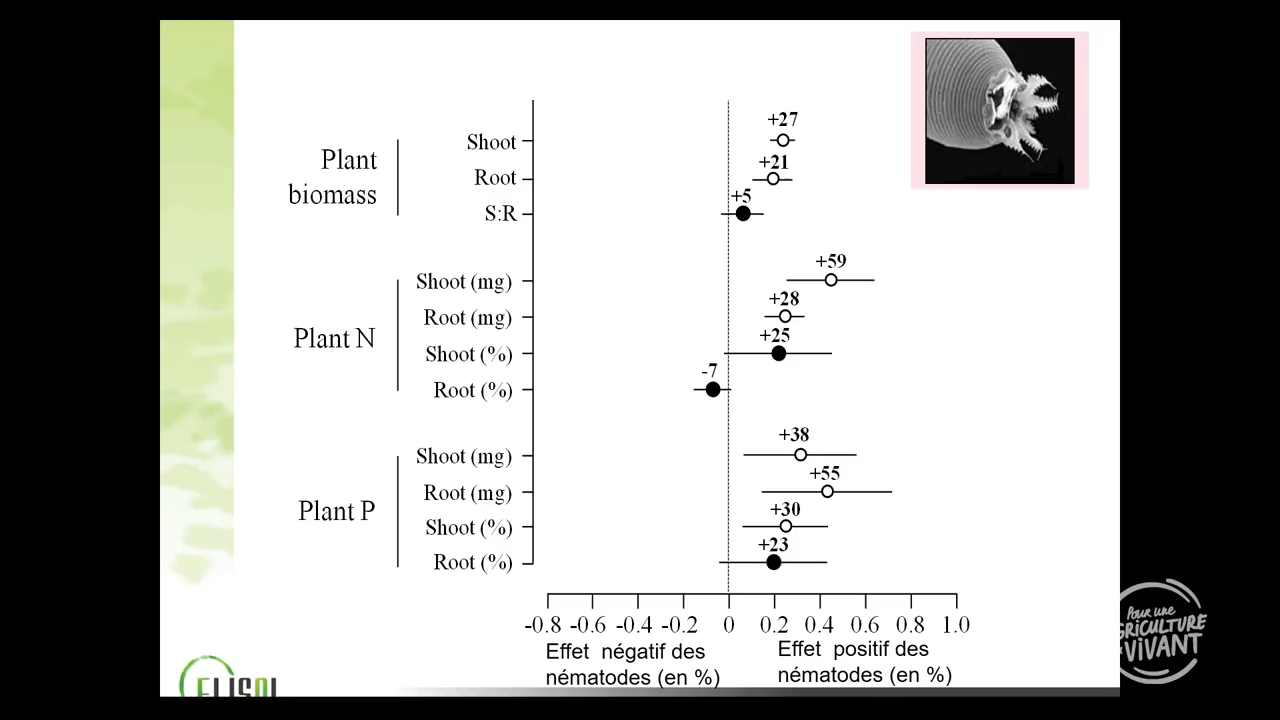 +27
Shoot
+21
Root
Plant
biomass
+5
S:R
+59
Shoot (mg)
+28
Root (mg)
+25
Shoot (%)
Plant N
-7
Root (%)
+38
Shoot (mg)
+55
Root (mg)
Plant P
+30
Shoot (%)
+23
Root (%)
-0.8 -0.6 -0.4 -0.2 0 0.2 0.4 0.6 0.8 1.0
Effet négatif des
nématodes (en %)
Effet positif des
nématodes (en %)
ELISOL
Pour une
AGRICULTURE
du VIVANT